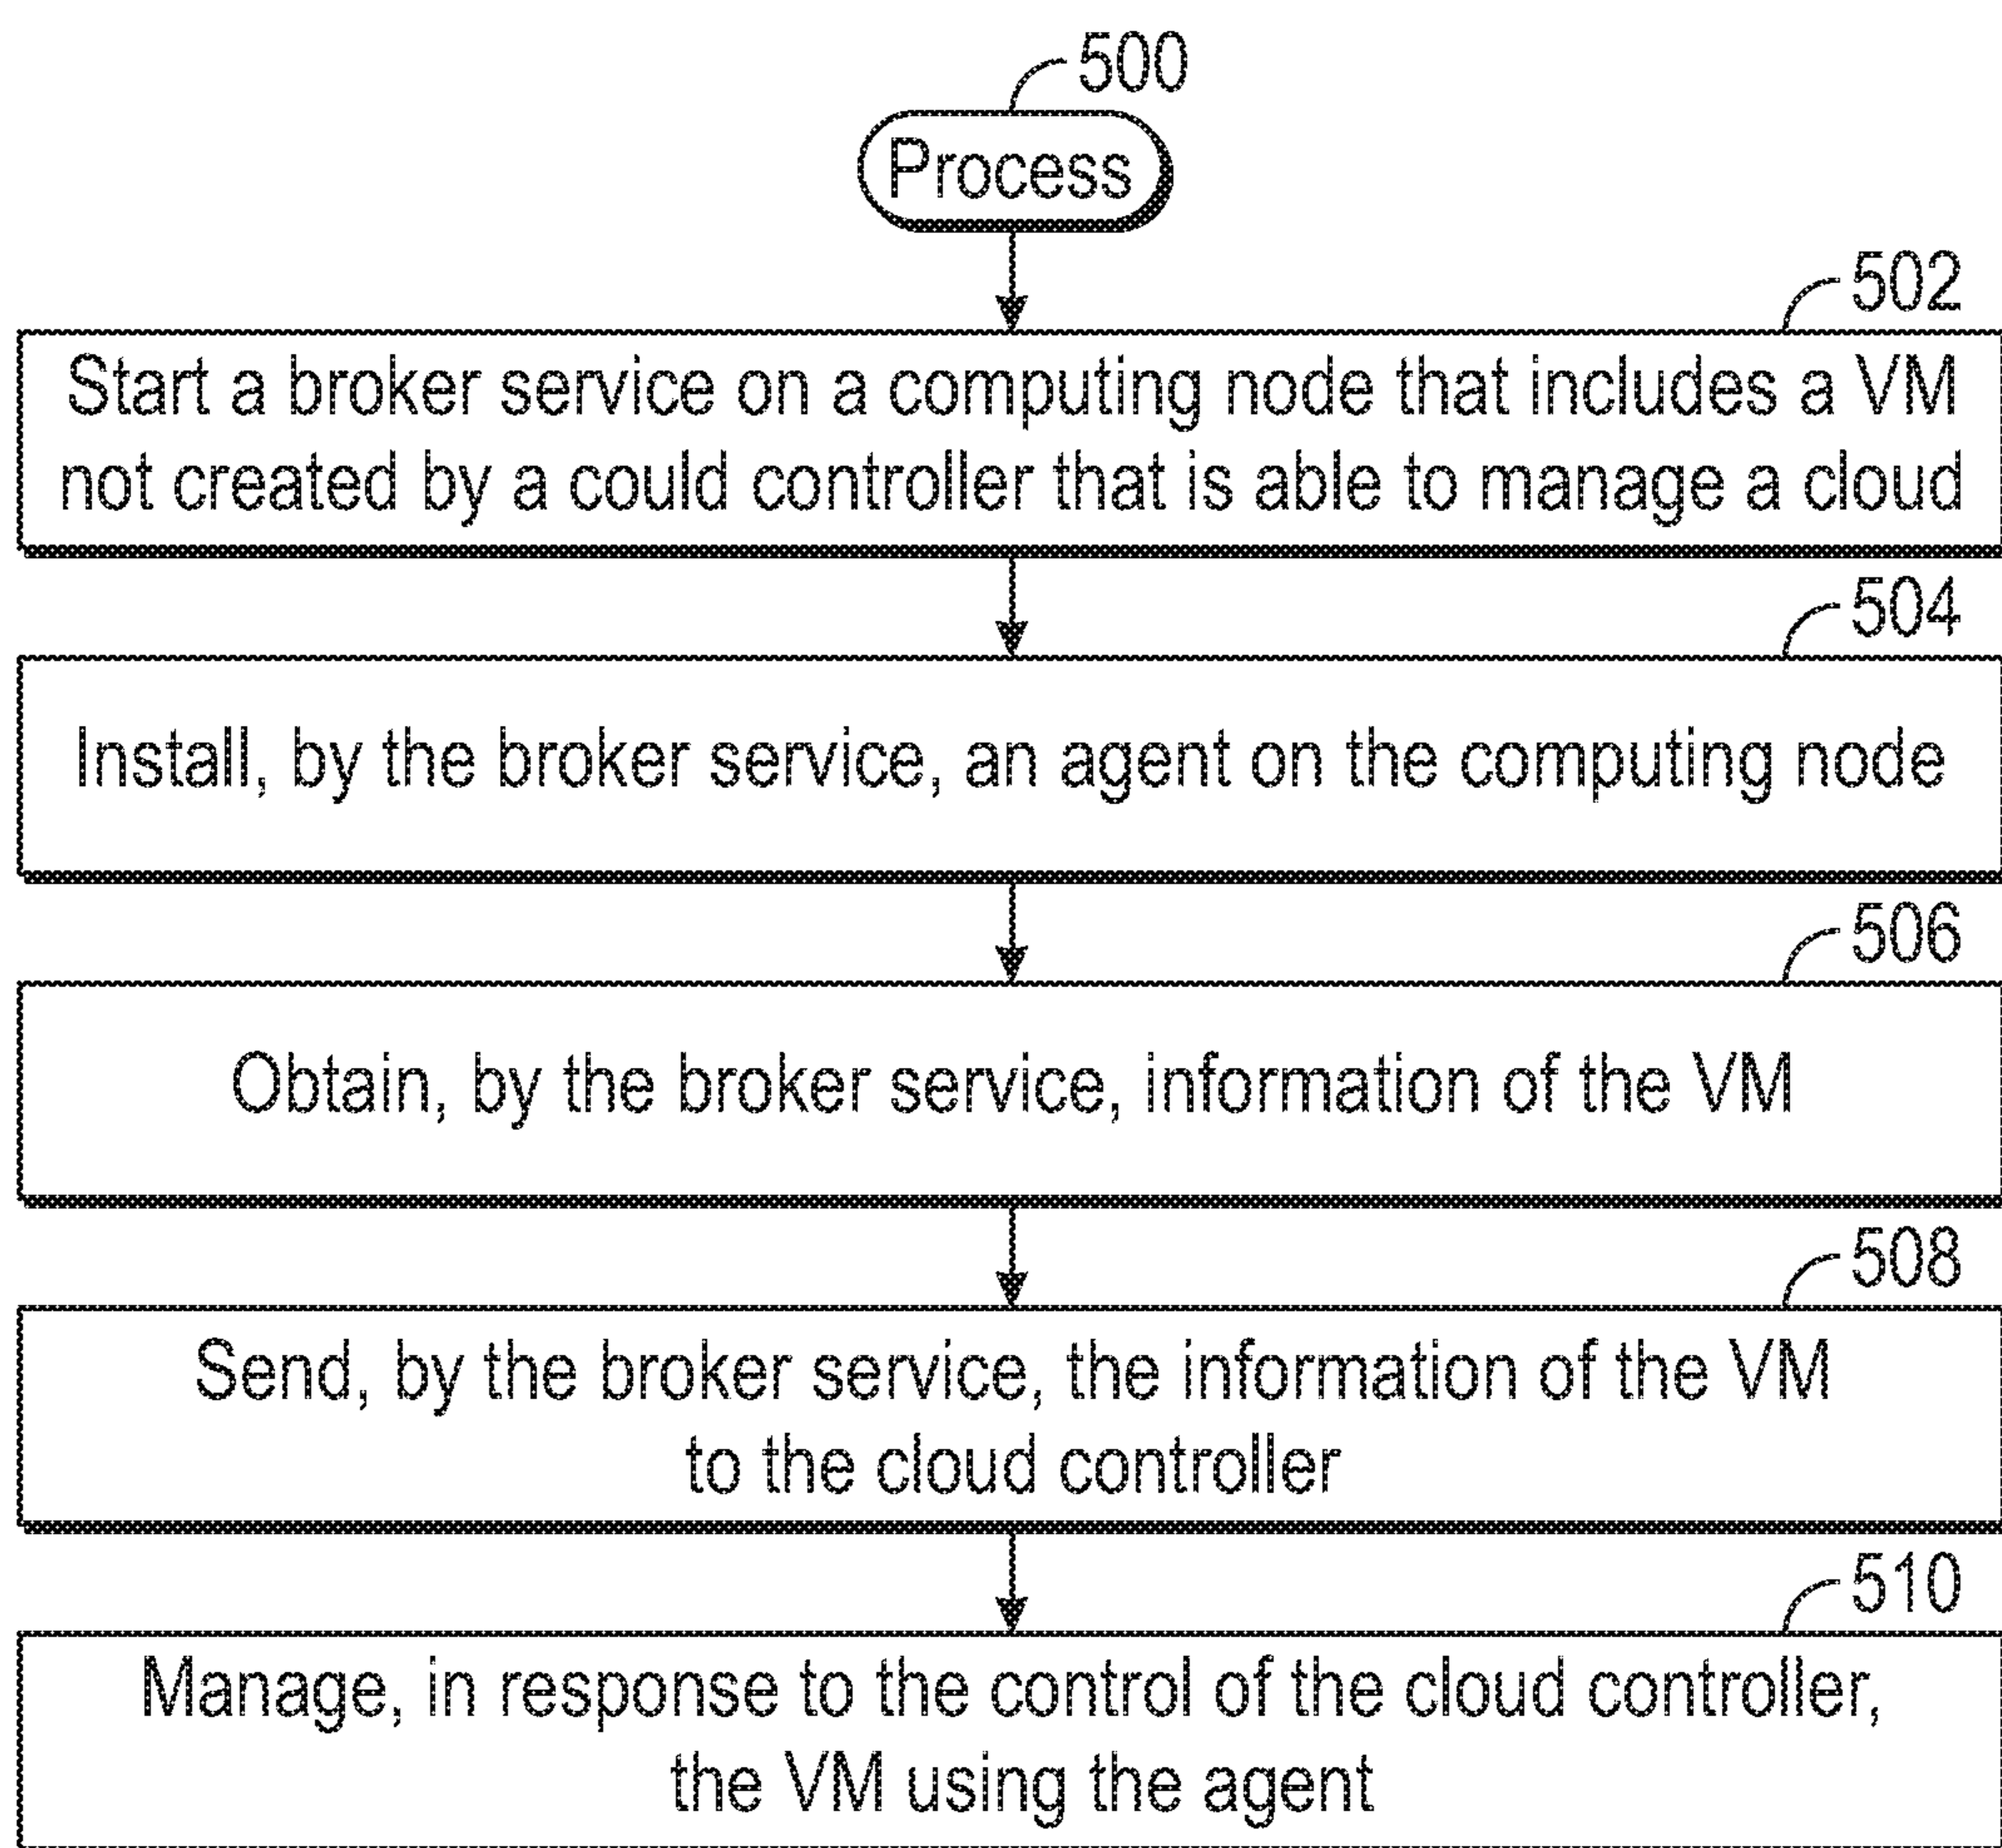 500
Process
502
Start a broker service on a computing node that includes a VM
not created by a could controller that is able to manage a cloud
504
Install, by the broker service, an agent on the computing node
506
Obtain, by the broker service, information of the VM
508
Send, by the broker service, the information of the VM
to the cloud controller
510
Manage, in response to the control of the cloud controller,
the VM using the agent